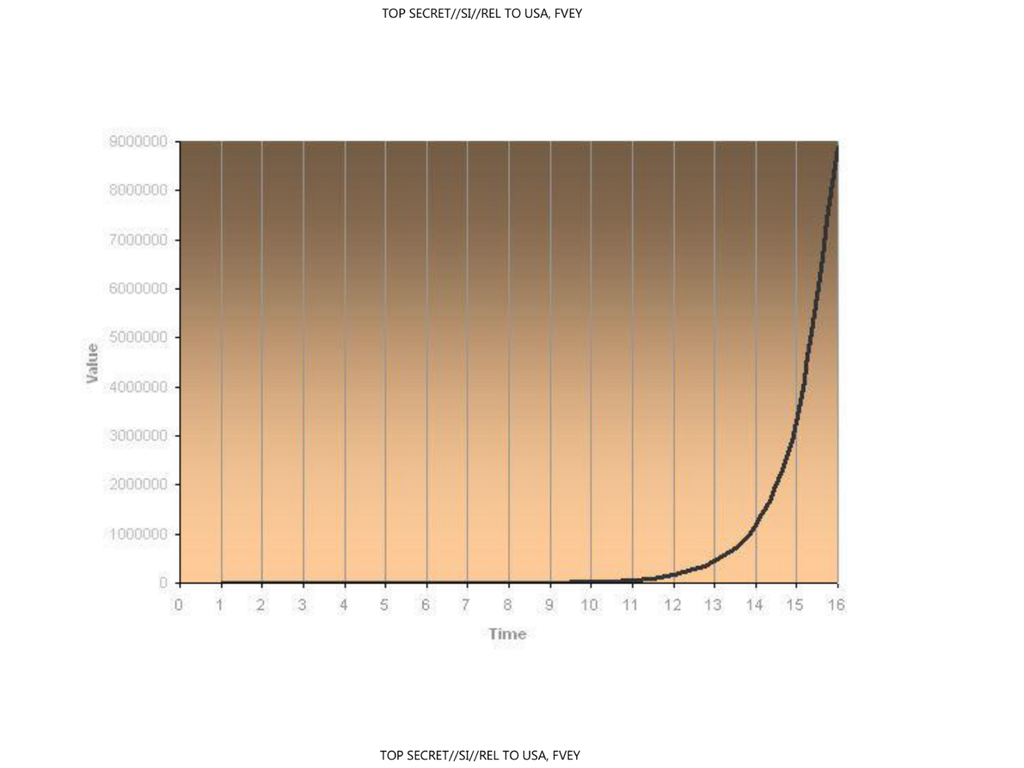 TOP SECRET//SI//REL TO USA, FVEY
9000000
8000000
7000000
6000000
5000000
4000000
3000000
2000000
1000000
0
Value
0 1 2 3 4 5 6 7 8 9 10 11 12 13 14 15 16
Time
TOP SECRET//SI//REL TO USA, FVEY